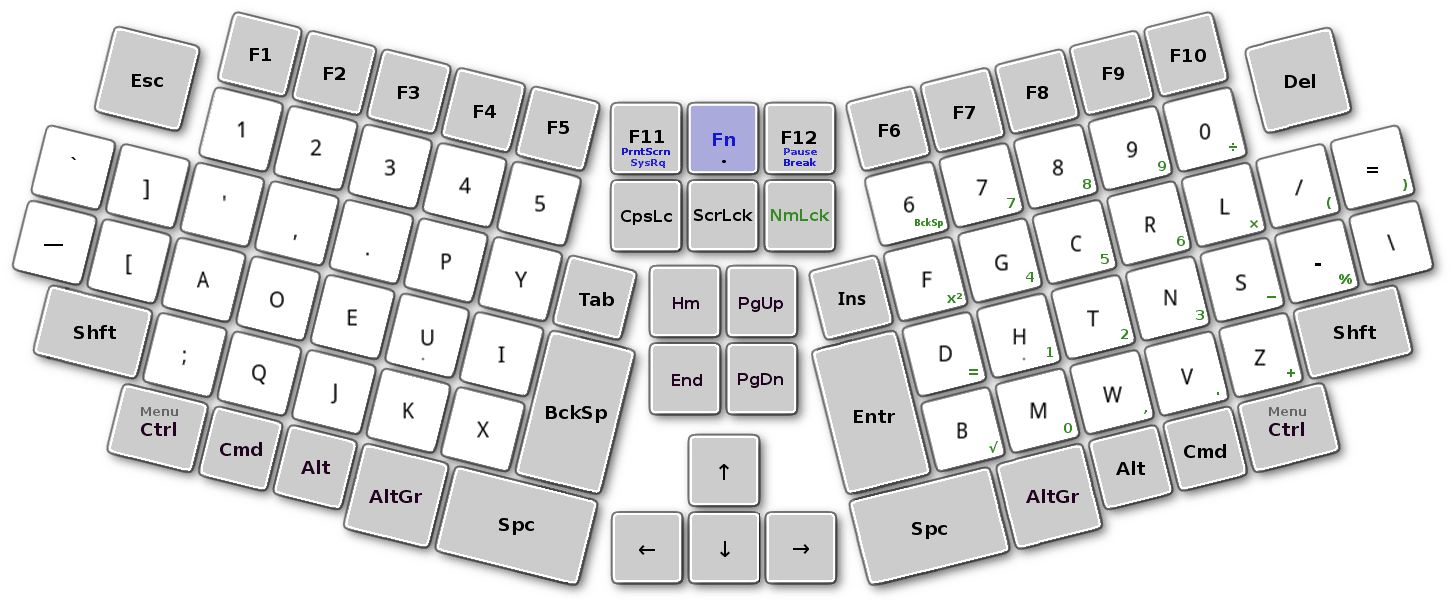 Esc
F1
F2
F3
F4
F5
F11
PrntScrn
SysRq
Fn
.
F12
Pause
Break
F6
F7
F8
F9
F10
Del
1
2
3
4
5
CpsLc
ScrLck
NmLck
6
BckSp
7
7
8
8
9
9
0
÷
`
]
'
,
.
P
Y
Tab
Hm
PgUp
Ins
F
x²
G
4
C
5
R
6
L
×
/
(
=
)
—
[
A
O
E
U
.
I
BckSp
End
PgDn
Entr
D
=
H
.
1
T
2
N
3
S
−
-
%
\
Shft
;
Q
J
K
X
↑
B
√
M
0
W
,
V
.
Z
+
Shft
Menu
Ctrl
Cmd
Alt
AltGr
Spc
←
↓
→
Spc
AltGr
Alt
Cmd
Menu
Ctrl